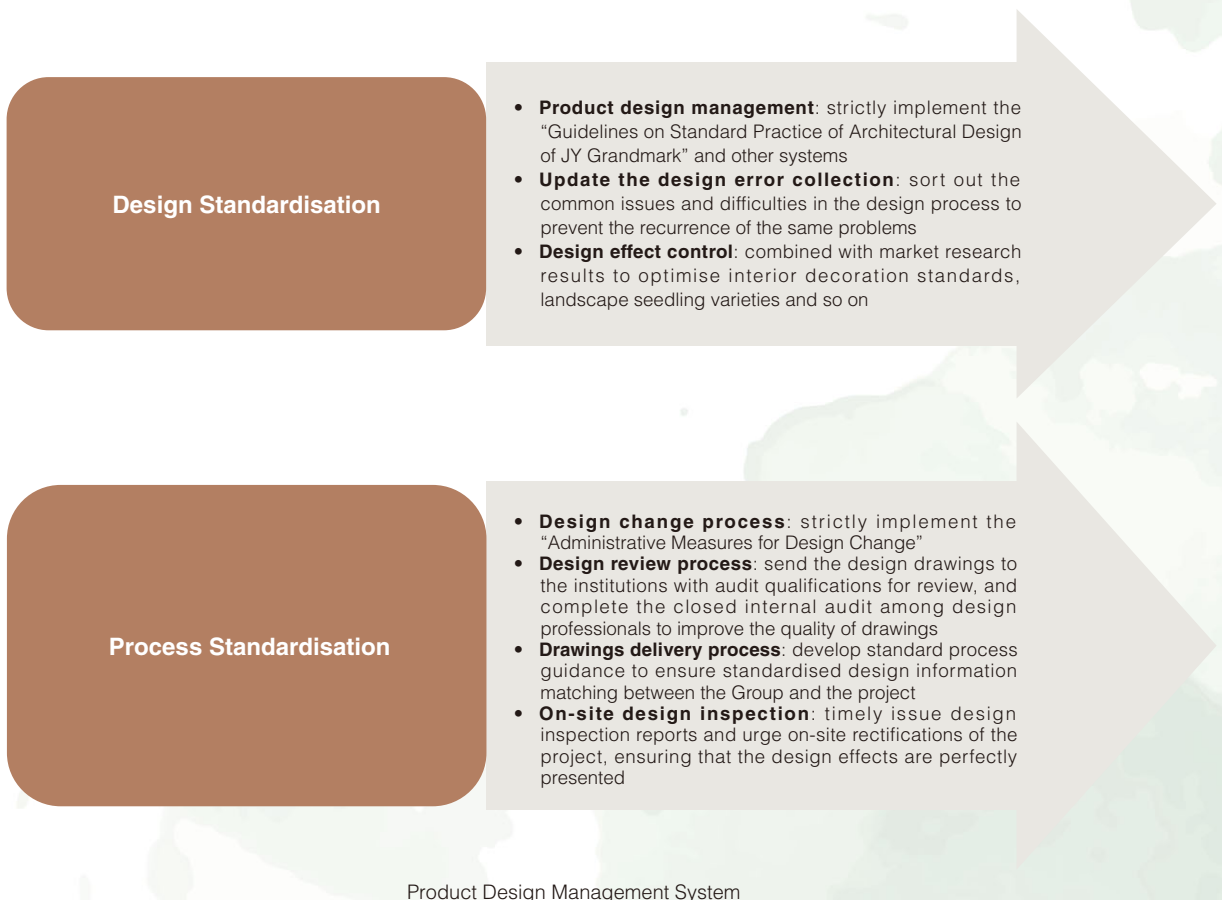 Design Standardisation
• Product design management: strictly implement the
“Guidelines on Standard Practice of Architectural Design
of JY Grandmark” and other systems
• Update the design error collection: sort out the
common issues and difficulties in the design process to
prevent the recurrence of the same problems
• Design effect control: combined with market research
results to optimise interior decoration standards,
landscape seedling varieties and so on
Process Standardisation
• Design change process: strictly implement the
“Administrative Measures for Design Change”
• Design review process: send the design drawings to
the institutions with audit qualifications for review, and
complete the closed internal audit among design
professionals to improve the quality of drawings
• Drawings delivery process: develop standard process
guidance to ensure standardised design information
matching between the Group and the project
• On-site design inspection: timely issue design
inspection reports and urge on-site rectifications of the
project, ensuring that the design effects are perfectly
presented
Product Design Management System